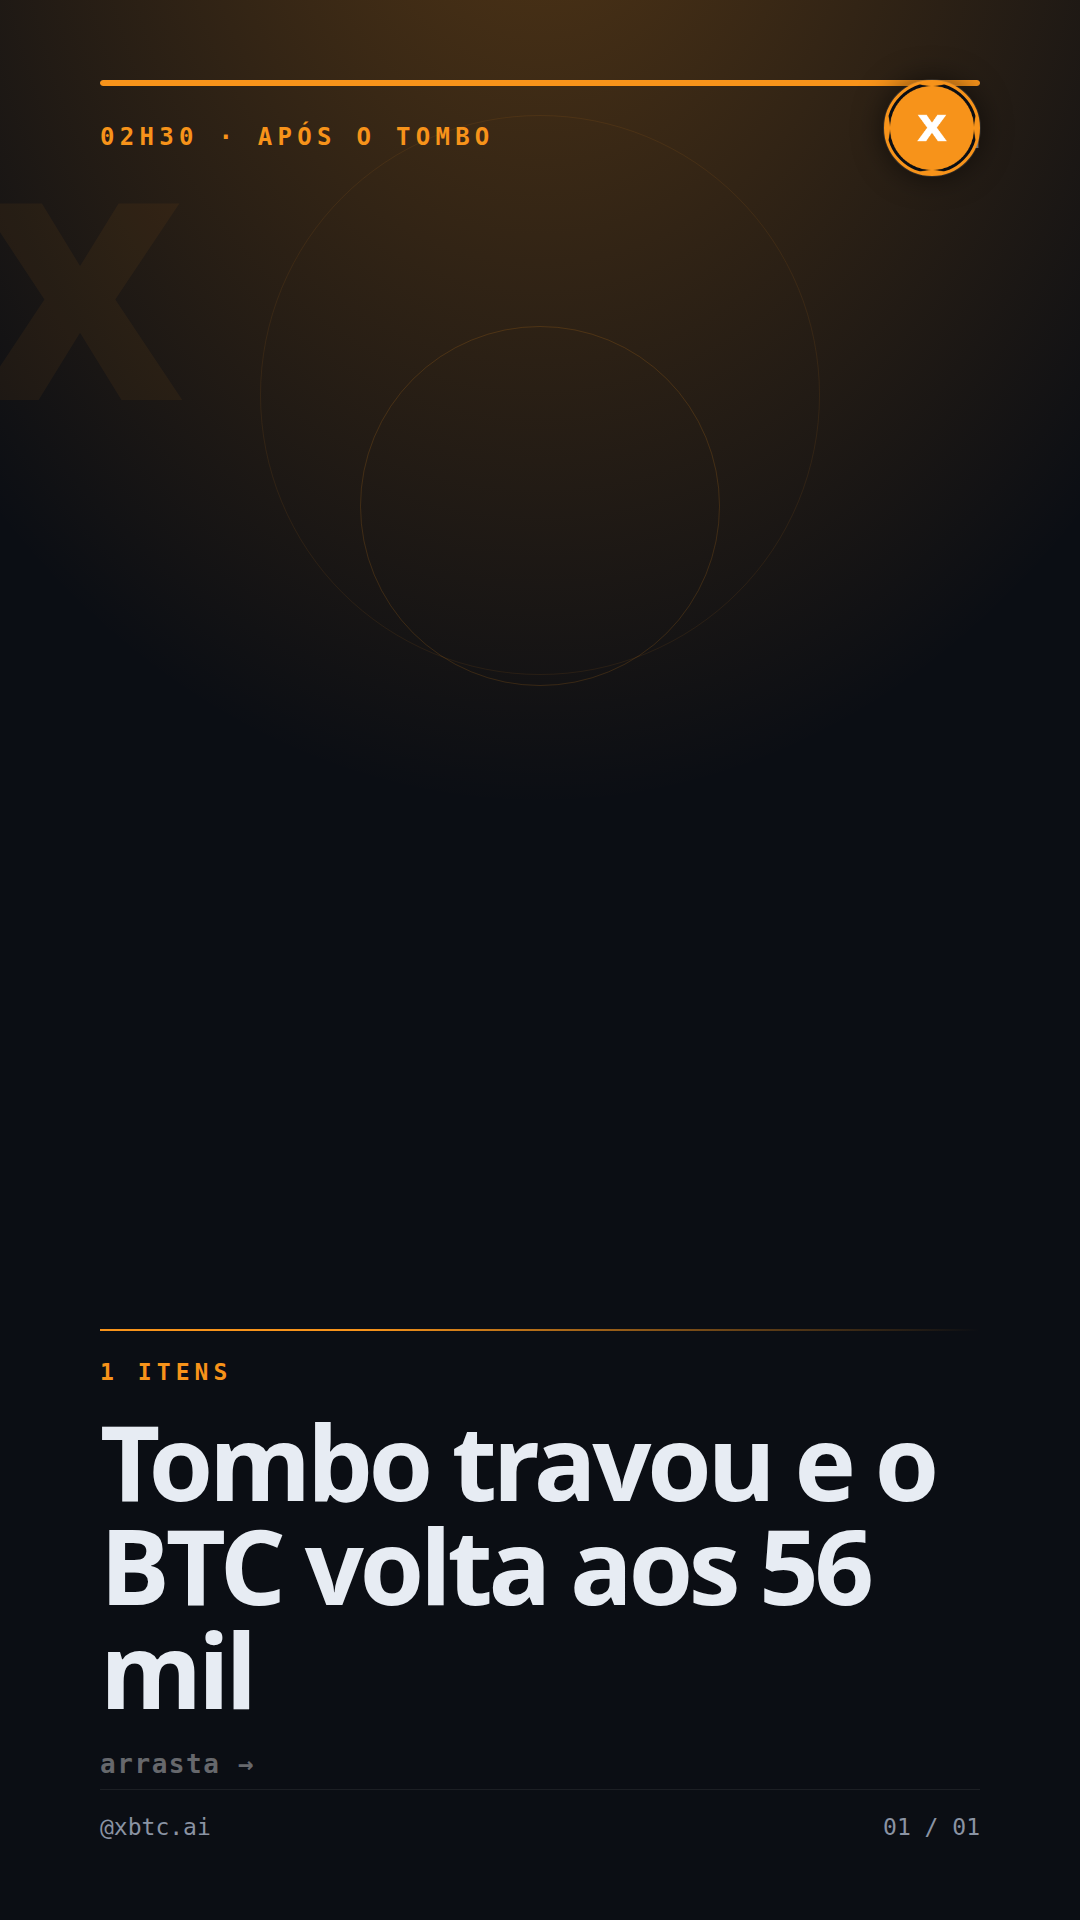 02H30 · APÓS O TOMBO
X
X
1 ITENS
Tombo travou e o
BTC volta aos 56
mil
arrasta →
@xbtc.ai
01 / 01